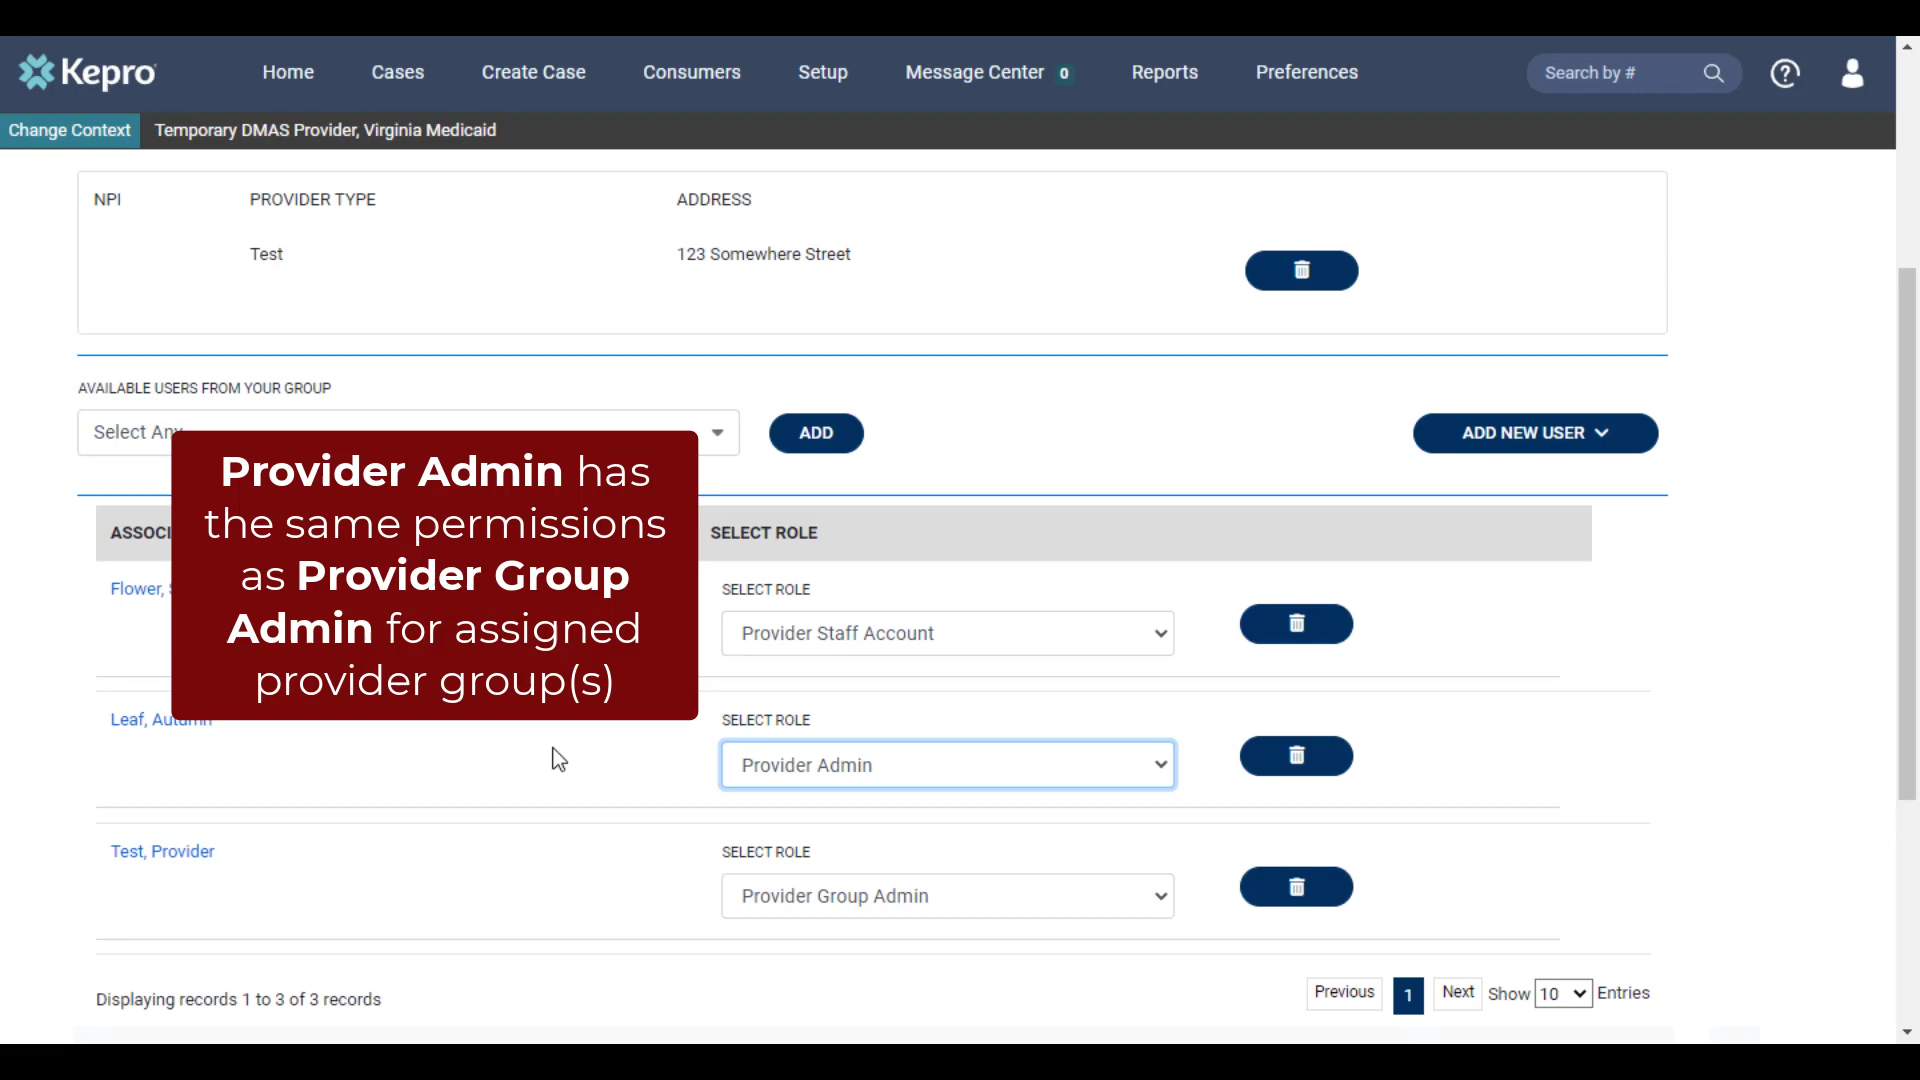 Kepro
Home
Cases
Create Case
Consumers
Setup
Message Center 0
Reports
Preferences
Search by #
Change Context
Temporary DMAS Provider, Virginia Medicaid
NPI
PROVIDER TYPE
ADDRESS
Test
123 Somewhere Street
AVAILABLE USERS FROM YOUR GROUP
Select Any
ADD
ADD NEW USER
Provider Admin has
the same permissions
as Provider Group
Admin for assigned
provider group(s)
SELECT ROLE
Flower,
SELECT ROLE
Provider Staff Account
Leaf, Autumn
SELECT ROLE
Provider Admin
Test, Provider
SELECT ROLE
Provider Group Admin
Displaying records 1 to 3 of 3 records
Previous
1
Next
Show 10 Entries